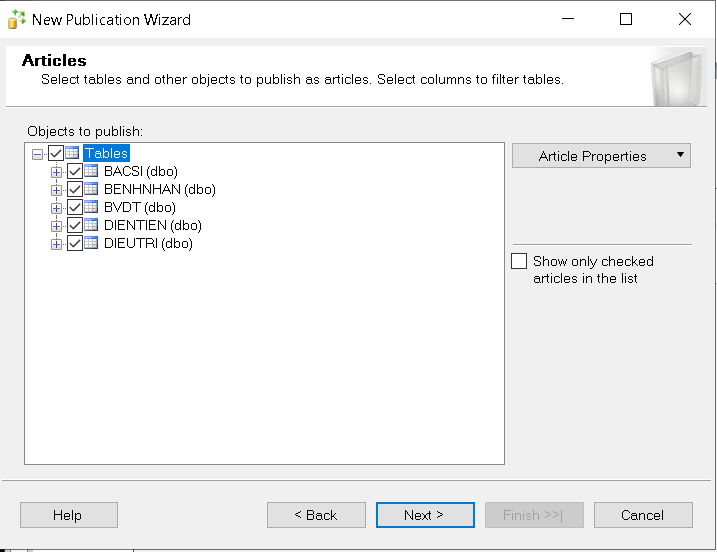 New Publication Wizard
Articles
Select tables and other objects to publish as articles. Select columns to filter tables.
Objects to publish:
Tables
BACSI (dbo)
BENHNHAN (dbo)
BVDT (dbo)
DIENTIEN (dbo)
DIEUTRI (dbo)
Article Properties
Show only checked
articles in the list
Help
< Back
Next >
Finish >>|
Cancel